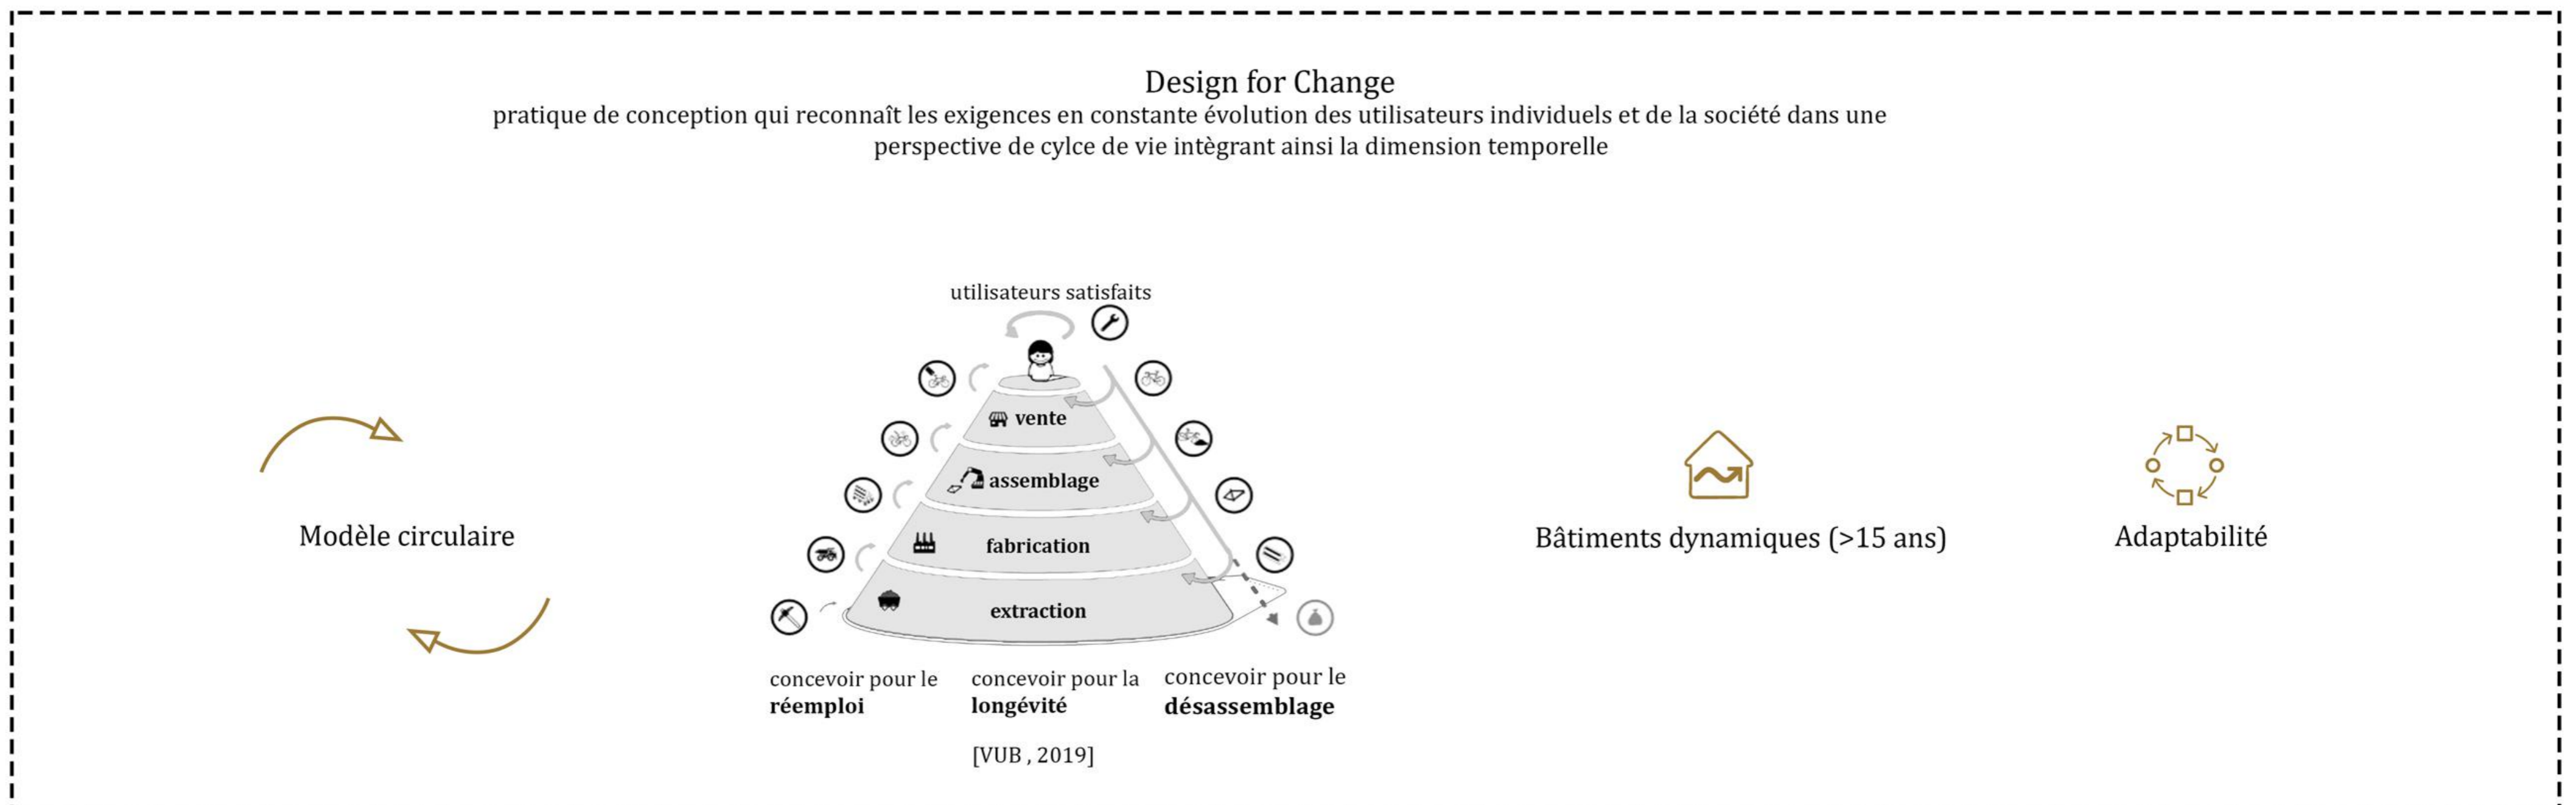 Design for Change
pratique de conception qui reconnaît les exigences en constante évolution des utilisateurs individuels et de la société dans une
perspective de cylce de vie intègrant ainsi la dimension temporelle
utilisateurs satisfaits
vente
assemblage
fabrication
extraction
Modèle circulaire
Bâtiments dynamiques (>15 ans)
Adaptabilité
concevoir pour le
réemploi
concevoir pour la
longévité
concevoir pour le
désassemblage
[VUB , 2019]